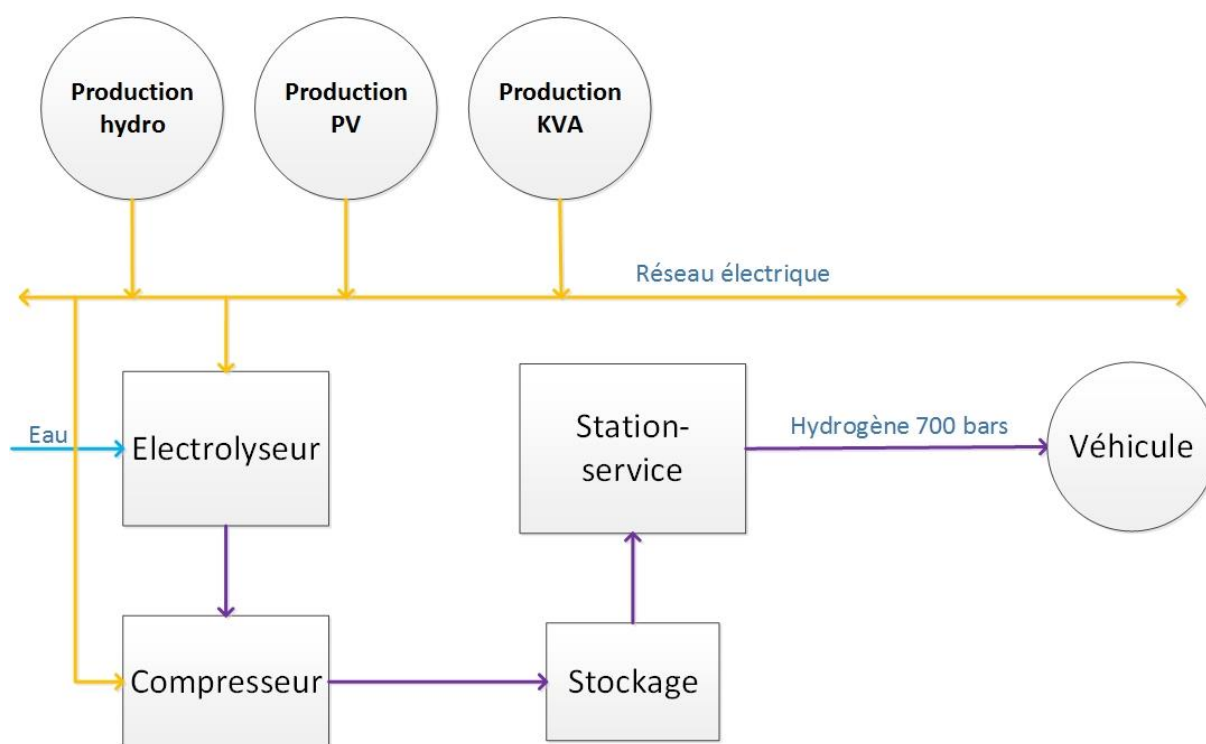 Production
hydro
Production
PV
Production
KVA
Réseau électrique
Eau
Electrolyseur
Station-
service
Hydrogène 700 bars
Véhicule
Compresseur
Stockage